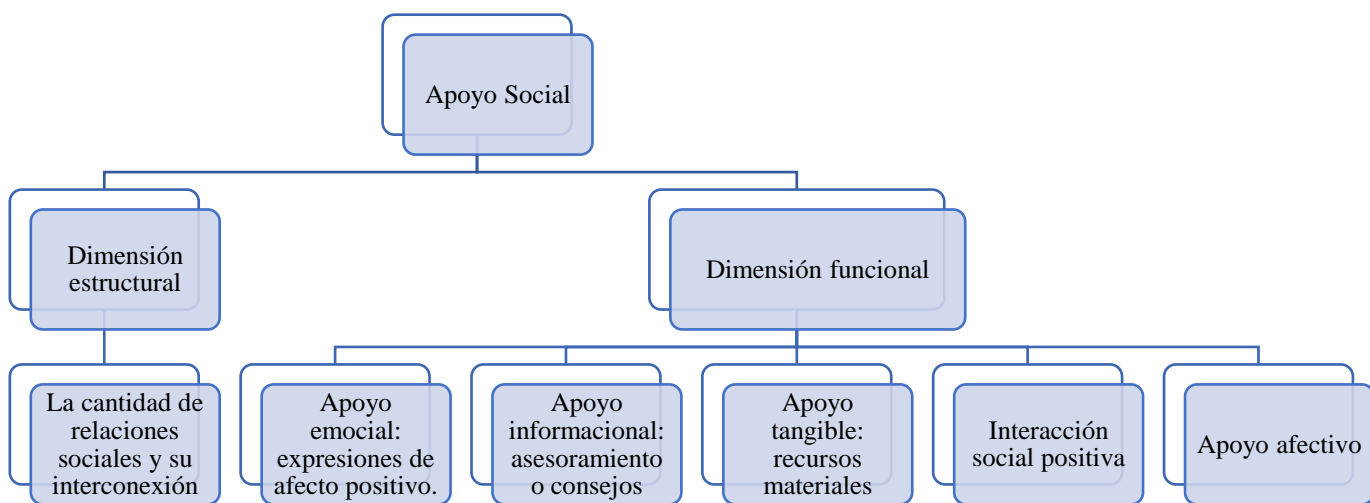 Apoyo Social
Dimensión
estructural
Dimensión funcional
La cantidad de
relaciones
sociales y su
interconexión
Apoyo
emocial:
expresiones de
afecto positivo.
Apoyo
informacional:
asesoramiento
o consejos
Apoyo
tangible:
recursos
materiales
Interacción
social positiva
Apoyo afectivo